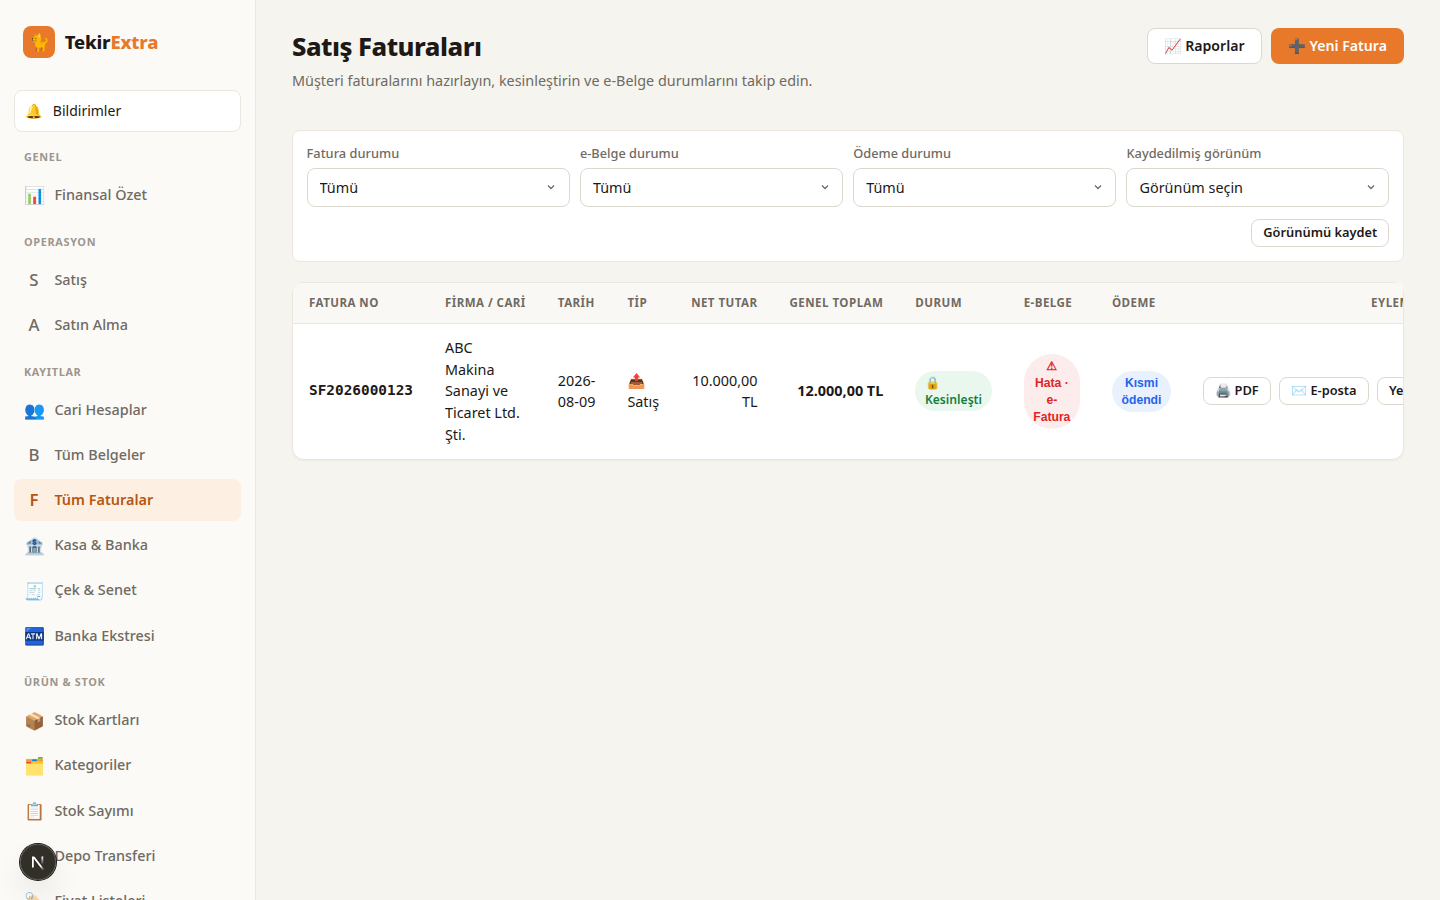 TekirExtra
Bildirimler
GENEL
Finansal Özet
OPERASYON
S Satış
A Satın Alma
KAYITLAR
Cari Hesaplar
B Tüm Belgeler
F Tüm Faturalar
Kasa & Banka
Çek & Senet
Banka Ekstresi
ÜRÜN & STOK
Stok Kartları
Kategoriler
Stok Sayımı
Depo Transferi
Fiyat Listeleri
N
Satış Faturaları
Müşteri faturalarını hazırlayın, kesinleştirin ve e-Belge durumlarını takip edin.
Raporlar
Yeni Fatura
Fatura durumu
Tümü
e-Belge durumu
Tümü
Ödeme durumu
Tümü
Kaydedilmiş görünüm
Görünüm seçin
Görünümü kaydet
FATURA NO FİRMA / CARİ TARİH TİP NET TUTAR GENEL TOPLAM DURUM E-BELGE ÖDEME
SF2026000123
ABC
Makina
Sanayi ve
Ticaret Ltd.
Şti.
2026-
08-09
Satış
10.000,00
TL
12.000,00 TL
Kesinleşti
Hata ·
e-
Fatura
Kısmi
ödendi
PDF
E-posta